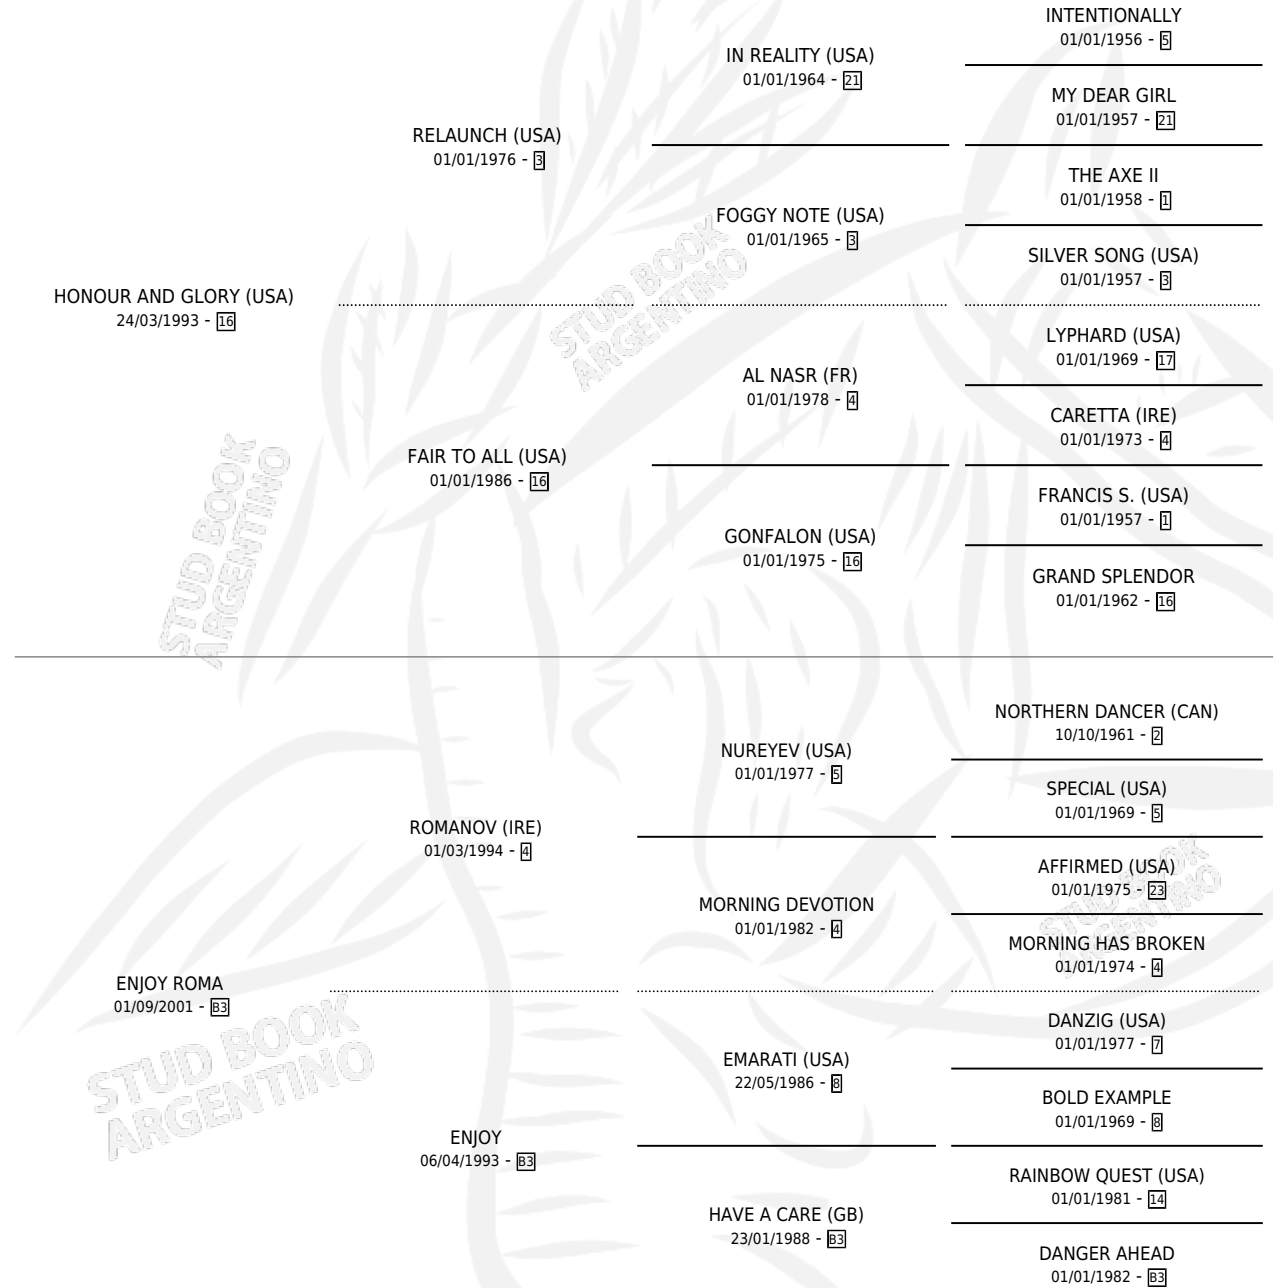 INTENTIONALLY
01/01/1956 - 5
IN REALITY (USA)
01/01/1964 - 21
MY DEAR GIRL
01/01/1957 - 21
RELAUNCH (USA)
01/01/1976 - 3
THE AXE II
01/01/1958 - 1
FOGGY NOTE (USA)
01/01/1965 - 3
SILVER SONG (USA)
01/01/1957 - 3
HONOUR AND GLORY (USA)
24/03/1993 - 16
LYPHARD (USA)
01/01/1969 - 17
AL NASR (FR)
01/01/1978 - 4
CARETTA (IRE)
01/01/1973 - 4
FAIR TO ALL (USA)
01/01/1986 - 16
FRANCIS S. (USA)
01/01/1957 - 1
GONFALON (USA)
01/01/1975 - 16
GRAND SPLENDOR
01/01/1962 - 16
NORTHERN DANCER (CAN)
10/10/1961 - 2
NUREYEV (USA)
01/01/1977 - 5
SPECIAL (USA)
01/01/1969 - 5
ROMANOV (IRE)
01/03/1994 - 4
AFFIRMED (USA)
01/01/1975 - 23
MORNING DEVOTION
01/01/1982 - 4
MORNING HAS BROKEN
01/01/1974 - 4
ENJOY ROMA
01/09/2001 - B3
DANZIG (USA)
01/01/1977 - 7
EMARATI (USA)
22/05/1986 - 8
BOLD EXAMPLE
01/01/1969 - 8
ENJOY
06/04/1993 - B3
RAINBOW QUEST (USA)
01/01/1981 - 14
HAVE A CARE (GB)
23/01/1988 - B3
DANGER AHEAD
01/01/1982 - B3
STUD BOOK
ARGENTINO
STUD BOOK
ARGENTINO
STUD BOOK
ARGENTINO
STUD BOOK
ARGENTINO